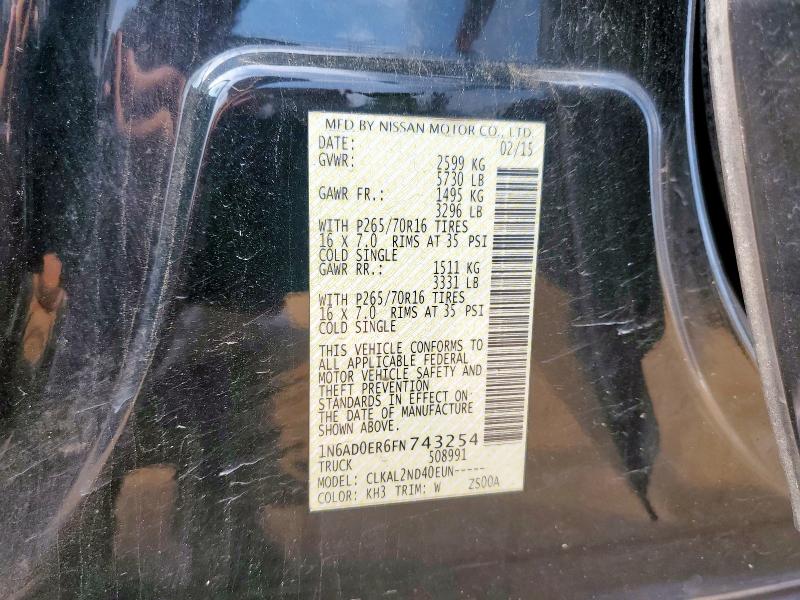 MFD BY NISSAN MOTOR CO., LTD.
DATE: 02/15
GVWR: 2599 KG
5730 LB
GAWR FR.: 1495 KG
3296 LB
WITH P265/70R16 TIRES
16 X 7.0 RIMS AT 35 PSI
COLD SINGLE
GAWR RR.: 1511 KG
3331 LB
WITH P265/70R16 TIRES
16 X 7.0 RIMS AT 35 PSI
COLD SINGLE
THIS VEHICLE CONFORMS TO
ALL APPLICABLE FEDERAL
MOTOR VEHICLE SAFETY AND
THEFT PREVENTION
STANDARDS IN EFFECT ON
THE DATE OF MANUFACTURE
SHOWN ABOVE.
1N6AD0ER6FN743254
TRUCK 508991
MODEL: CLKAL2ND40EUN-----
COLOR: KH3 TRIM: W ZS00A